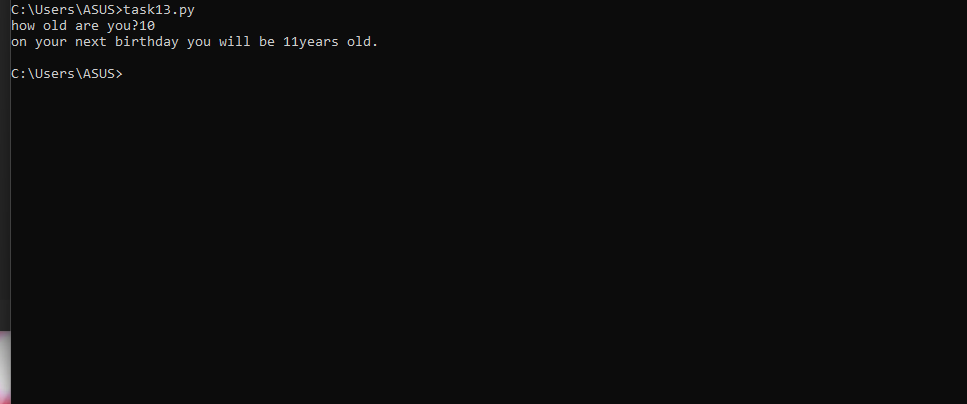 C:\Users\ASUS>task13.py
how old are you?10
on your next birthday you will be 11years old.
C:\Users\ASUS>